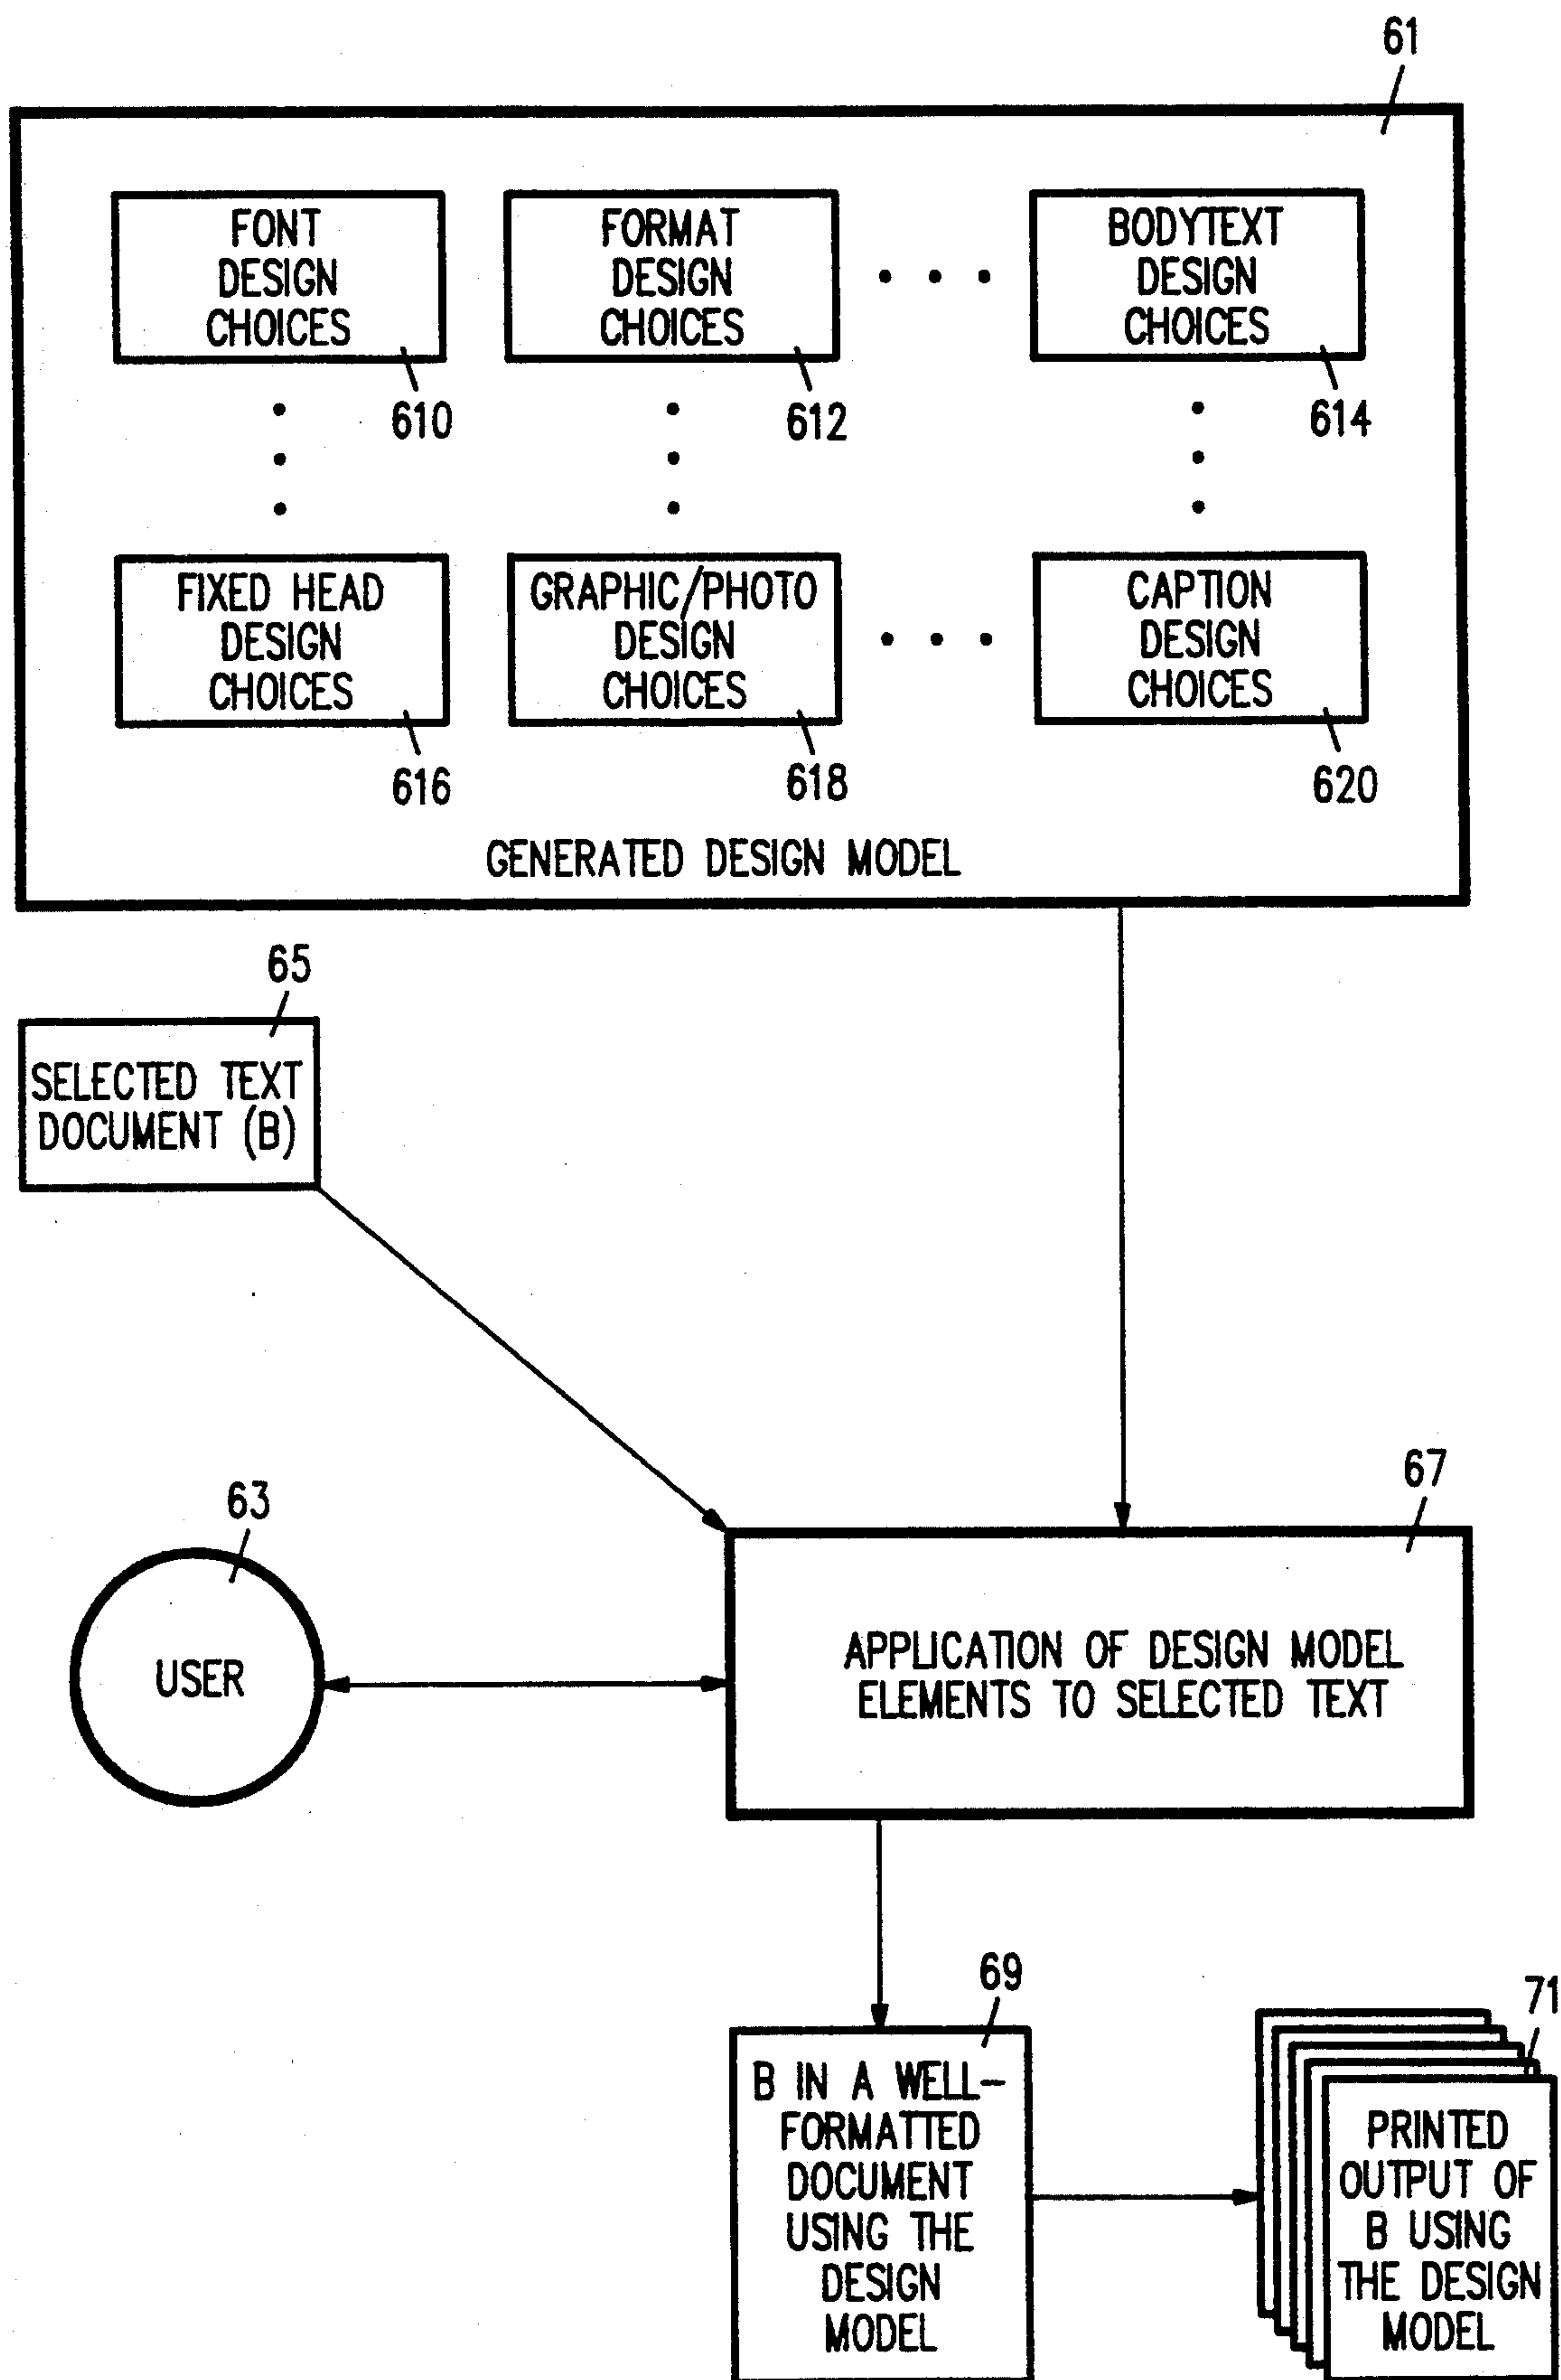 61
FONT
DESIGN
CHOICES
610
FORMAT
DESIGN
CHOICES
612
BODYTEXT
DESIGN
CHOICES
614
FIXED HEAD
DESIGN
CHOICES
616
GRAPHIC/PHOTO
DESIGN
CHOICES
618
CAPTION
DESIGN
CHOICES
620
GENERATED DESIGN MODEL
65
SELECTED TEXT
DOCUMENT (B)
63
USER
67
APPLICATION OF DESIGN MODEL
ELEMENTS TO SELECTED TEXT
69
B IN A WELL-
FORMATTED
DOCUMENT
USING THE
DESIGN
MODEL
71
PRINTED
OUTPUT OF
B USING
THE DESIGN
MODEL